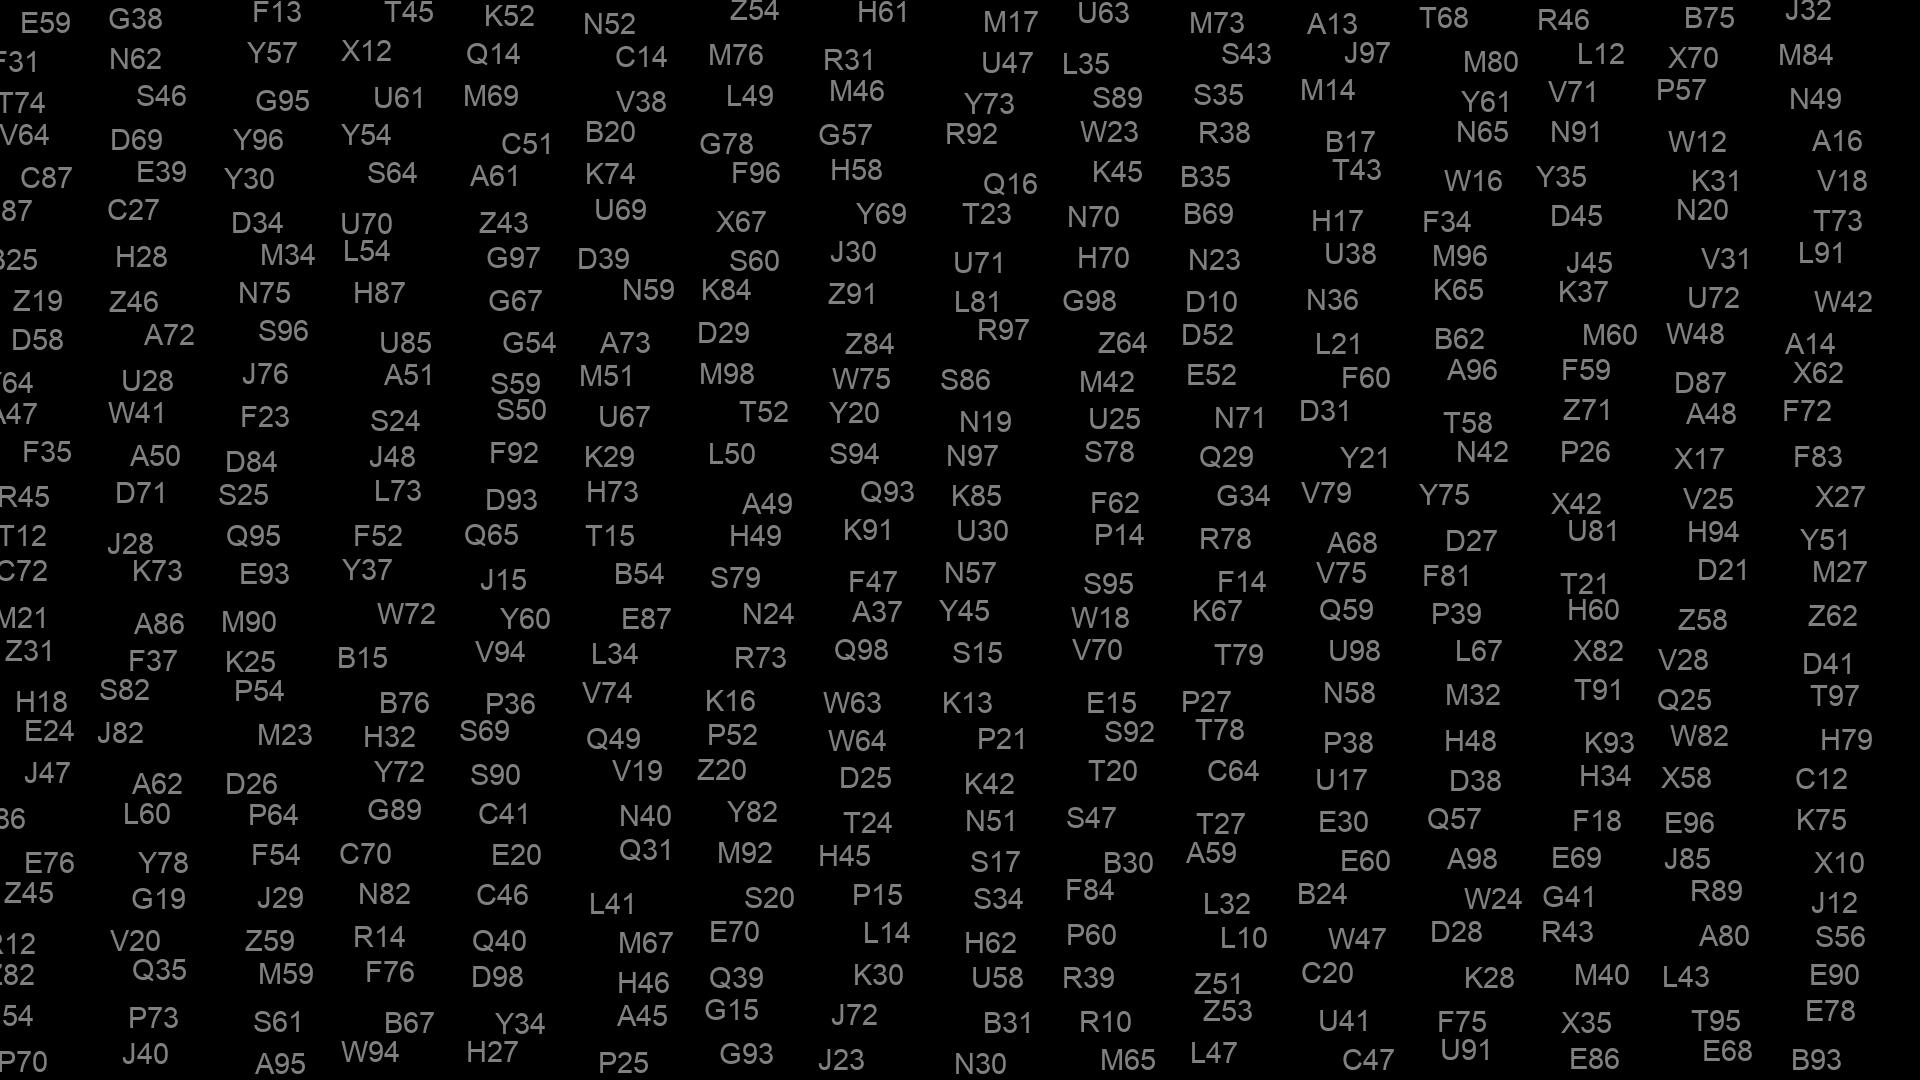 E59 G38 F13 T45 K52 N52 Z54 H61 M17 U63 M73 A13 T68 R46 B75 J32
F31 N62 Y57 X12 Q14 C14 M76 R31 U47 L35 S43 J97 M80 L12 X70 M84
T74 S46 G95 U61 M69 V38 L49 M46 Y73 S89 S35 M14 Y61 V71 P57 N49
V64 D69 Y96 Y54 C51 B20 G78 G57 R92 W23 R38 B17 N65 N91 W12 A16
C87 E39 Y30 S64 A61 K74 F96 H58 Q16 K45 B35 T43 W16 Y35 K31 V18
87 C27 D34 U70 Z43 U69 X67 Y69 T23 N70 B69 H17 F34 D45 N20 T73
B25 H28 M34 L54 G97 D39 S60 J30 U71 H70 N23 U38 M96 J45 V31 L91
Z19 Z46 N75 H87 G67 N59 K84 Z91 L81 G98 D10 N36 K65 K37 U72 W42
D58 A72 S96 U85 G54 A73 D29 Z84 R97 Z64 D52 L21 B62 M60 W48 A14
64 U28 J76 A51 S59 M51 M98 W75 S86 M42 E52 F60 A96 F59 D87 X62
A47 W41 F23 S24 S50 U67 T52 Y20 N19 U25 N71 D31 T58 Z71 A48 F72
F35 A50 D84 J48 F92 K29 L50 S94 N97 S78 Q29 Y21 N42 P26 X17 F83
R45 D71 S25 L73 D93 H73 A49 Q93 K85 F62 G34 V79 Y75 X42 V25 X27
T12 J28 Q95 F52 Q65 T15 H49 K91 U30 P14 R78 A68 D27 U81 H94 Y51
C72 K73 E93 Y37 J15 B54 S79 F47 N57 S95 F14 V75 F81 T21 D21 M27
M21 A86 M90 W72 Y60 E87 N24 A37 Y45 W18 K67 Q59 P39 H60 Z58 Z62
Z31 F37 K25 B15 V94 L34 R73 Q98 S15 V70 T79 U98 L67 X82 V28 D41
H18 S82 P54 B76 P36 V74 K16 W63 K13 E15 P27 N58 M32 T91 Q25 T97
E24 J82 M23 H32 S69 Q49 P52 W64 P21 S92 T78 P38 H48 K93 W82 H79
J47 A62 D26 Y72 S90 V19 Z20 D25 K42 T20 C64 U17 D38 H34 X58 C12
86 L60 P64 G89 C41 N40 Y82 T24 N51 S47 T27 E30 Q57 F18 E96 K75
E76 Y78 F54 C70 E20 Q31 M92 H45 S17 B30 A59 E60 A98 E69 J85 X10
Z45 G19 J29 N82 C46 L41 S20 P15 S34 F84 L32 B24 W24 G41 R89 J12
R12 V20 Z59 R14 Q40 M67 E70 L14 H62 P60 L10 W47 D28 R43 A80 S56
82 Q35 M59 F76 D98 H46 Q39 K30 U58 R39 Z51 C20 K28 M40 L43 E90
54 P73 S61 B67 Y34 A45 G15 J72 B31 R10 Z53 U41 F75 X35 T95 E78
P70 J40 A95 W94 H27 P25 G93 J23 N30 M65 L47 C47 U91 E86 E68 B93